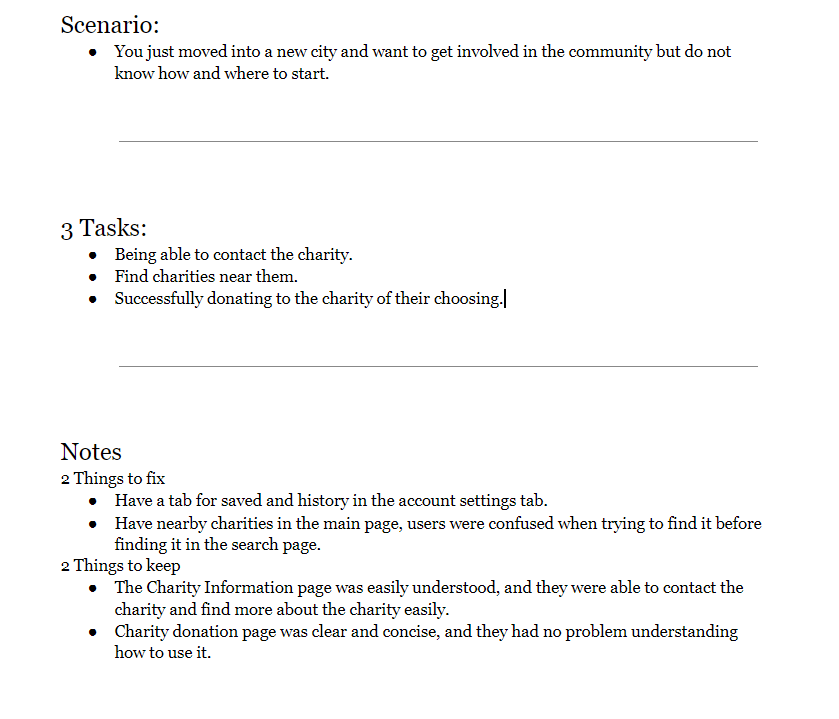 Scenario:
● You just moved into a new city and want to get involved in the community but do not
know how and where to start.
3 Tasks:
● Being able to contact the charity.
● Find charities near them.
● Successfully donating to the charity of their choosing.
Notes
2 Things to fix
● Have a tab for saved and history in the account settings tab.
● Have nearby charities in the main page, users were confused when trying to find it before
finding it in the search page.
2 Things to keep
● The Charity Information page was easily understood, and they were able to contact the
charity and find more about the charity easily.
● Charity donation page was clear and concise, and they had no problem understanding
how to use it.